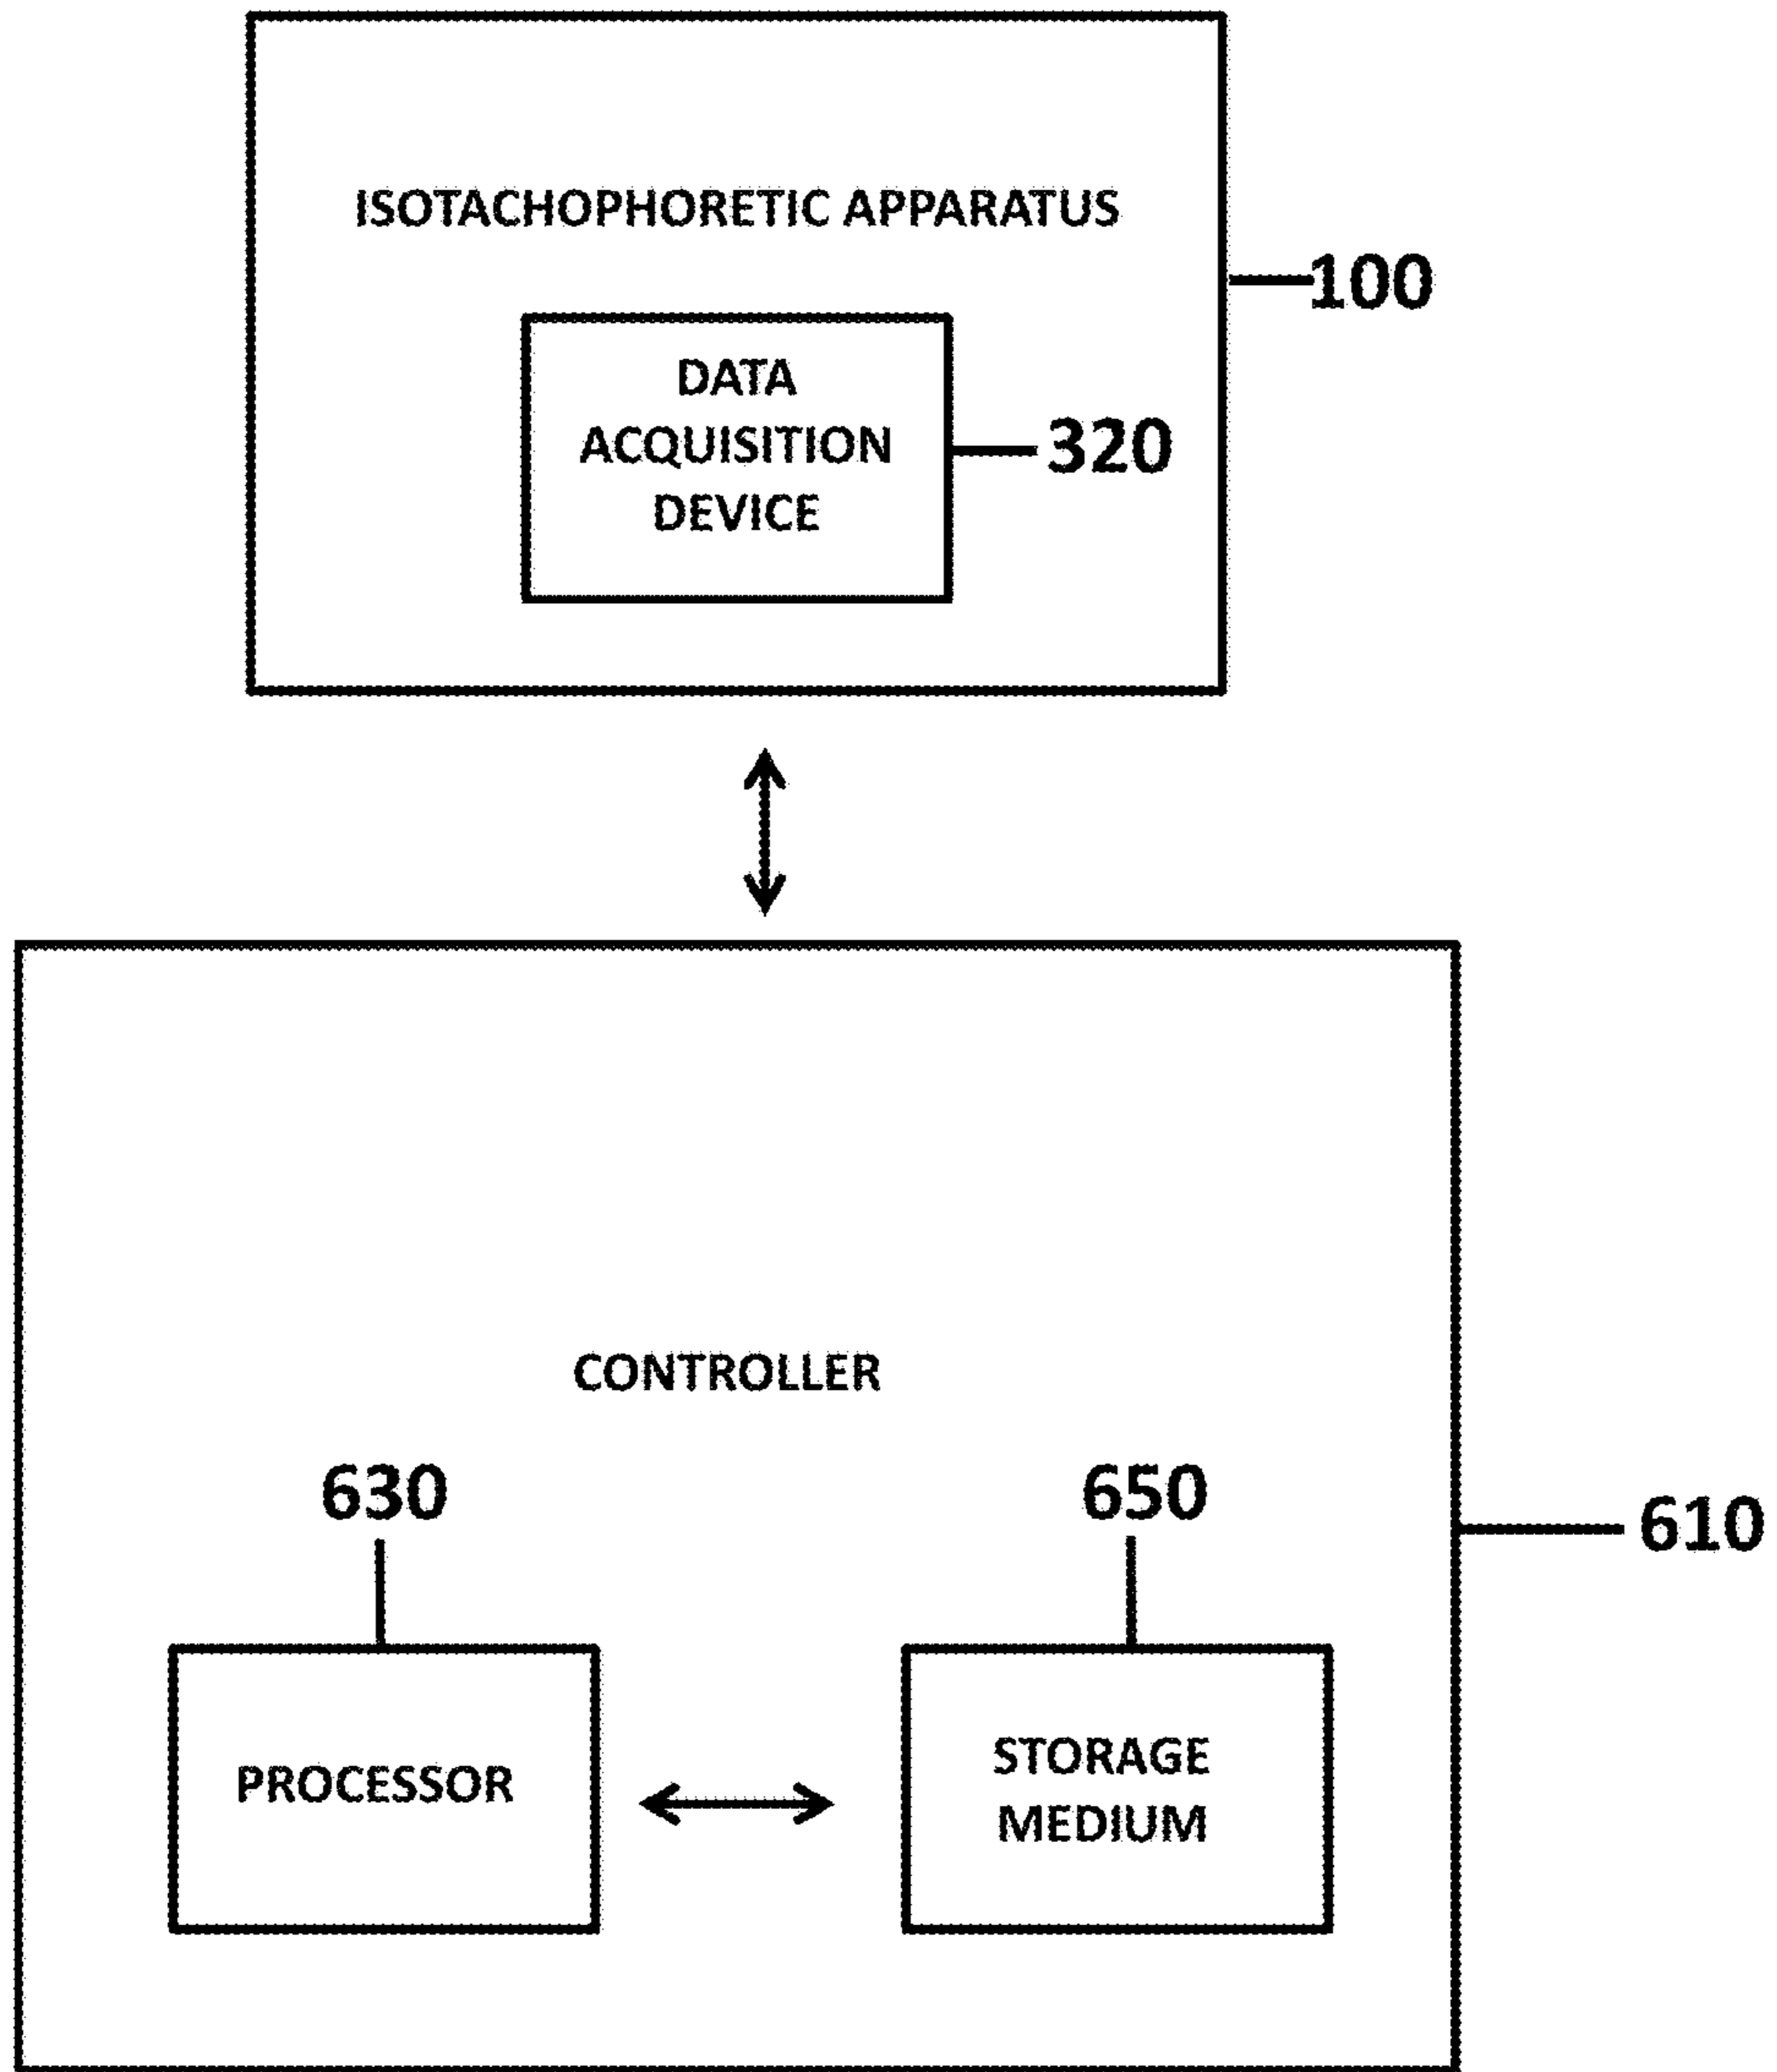 ISOTACHOPHORETIC APPARATUS
100
DATA
ACQUISITION
DEVICE
320
CONTROLLER
630
650
610
PROCESSOR
STORAGE
MEDIUM